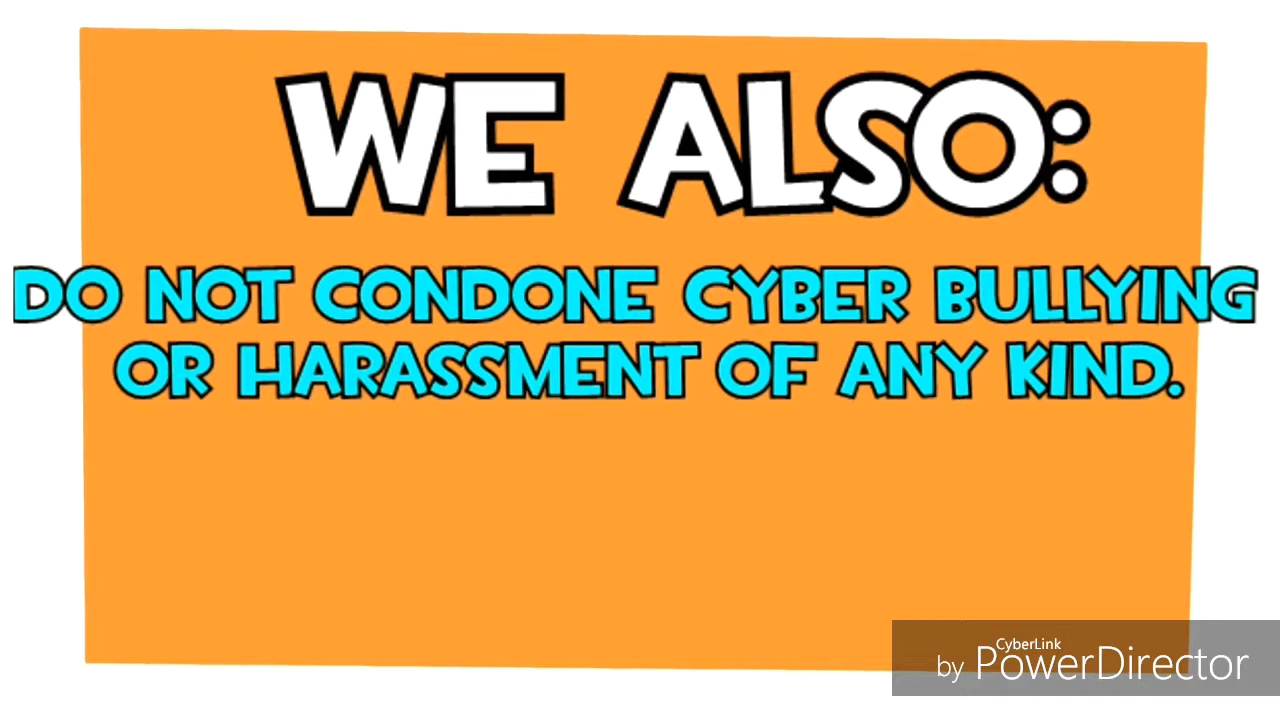 WE ALSO:
DO NOT CONDONE CYBER BULLYING
OR HARASSMENT OF ANY KIND.
CyberLink
by PowerDirector